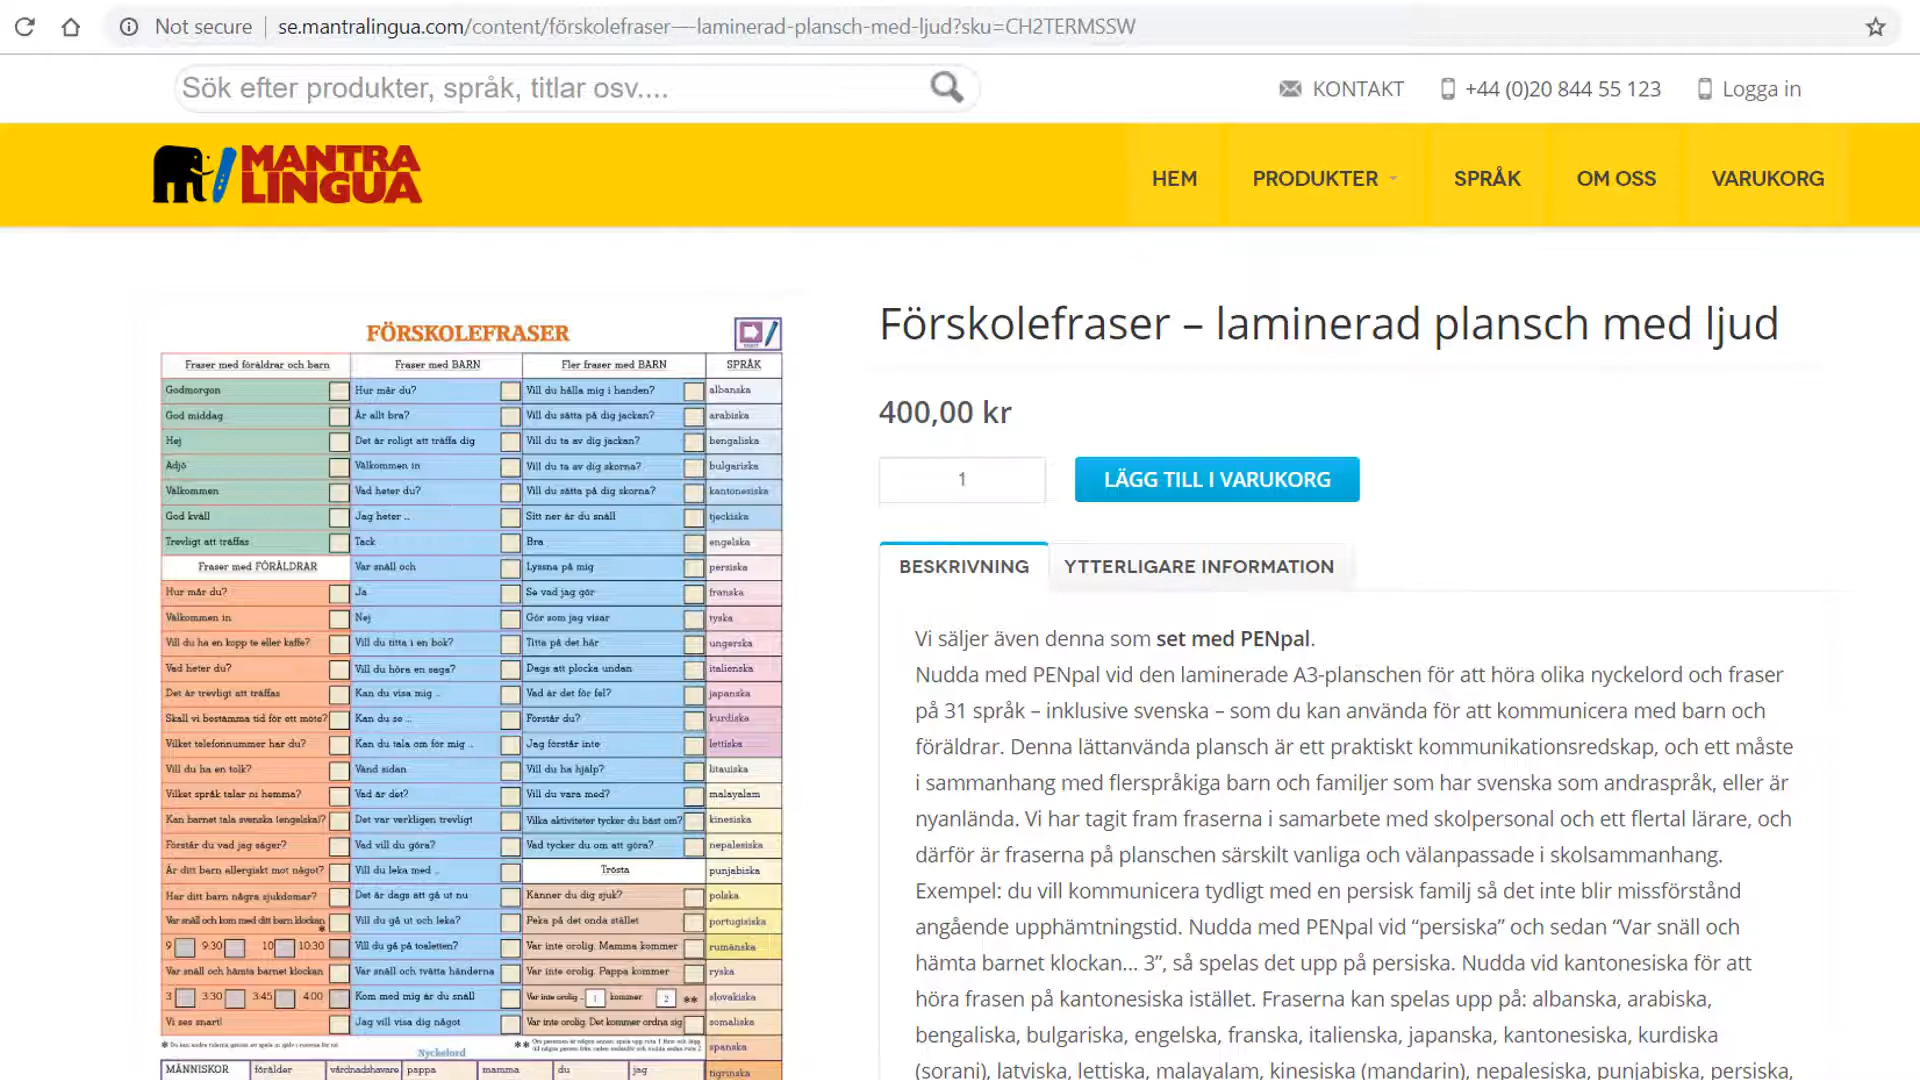 Not secure se.mantralingua.com/content/förskolefraser-–-laminerad-plansch-med-ljud?sku=CH2TERMSSW
Sök efter produkter, språk, titlar osv....
KONTAKT +44 (0)20 844 55 123 Logga in
MANTRA
LINGUA
HEM PRODUKTER SPRÅK OM OSS VARUKORG
FÖRSKOLEFRASER
Fraser med föräldrar och barn Fraser med BARN Fler fraser med BARN SPRÅK
Godmorgon Hur mår du? Vill du hålla mig i handen? albanska
God middag Är allt bra? Vill du sätta på dig jackan? arabiska
Hej Det är roligt att träffa dig Vill du ta av dig jackan? bengaliska
Adjö Välkommen in Vill du ta av dig skorna? bulgariska
Välkommen Vad heter du? Vill du sätta på dig skorna? kantonesiska
God kväll Jag heter .. Sitt ner är du snäll tjeckiska
Trevligt att träffas Tack Bra engelska
Fraser med FÖRÄLDRAR Var snäll och Lyssna på mig persiska
Hur mår du? Ja Se vad jag gör franska
Välkommen in Nej Gör som jag visar tyska
Vill du ha en kopp te eller kaffe? Vill du titta i en bok? Titta på det här ungerska
Vad heter du? Vill du höra en saga? Dags att plocka undan italienska
Det är trevligt att träffas Kan du visa mig .. Vad är det för fel? japanska
Skall vi bestämma tid för ett möte? Kan du se .. Förstår du? kurdiska
Vilket telefonnummer har du? Kan du tala om för mig .. Jag förstår inte lettiska
Vill du ha en tolk? Vänd sidan Vill du ha hjälp? litauiska
Vilket språk talar ni hemma? Vad är det? Vill du vara med? malayalam
Kan barnet tala svenska (engelska)? Det var verkligen trevligt Vilka aktiviteter tycker du bäst om? kinesiska
Förstår du vad jag säger? Vad vill du göra? Vad tycker du om att göra? nepalesiska
Är ditt barn allergiskt mot något? Vill du leka med .. Trösta punjabiska
Har ditt barn några sjukdomar? Det är dags att gå ut nu Känner du dig sjuk? polska
Var snäll och kom med ditt barn klockan * Vill du gå ut och leka? Peka på det onda stället portugisiska
9 9:30 10 10:30 Vill du gå på toaletten? Var inte orolig. Mamma kommer rumänska
Var snäll och hämta barnet klockan Var snäll och tvätta händerna Var inte orolig. Pappa kommer ryska
3 3:30 3:45 4:00 Kom med mig är du snäll Var inte orolig .. 1 kommer 2 ** slovakiska
Vi ses snart! Jag vill visa dig något Var inte orolig. Det kommer ordna sig somaliska
Nyckelord spanska
MÄNNISKOR förälder vårdnadshavare pappa mamma du jag tigrinska
Förskolefraser – laminerad plansch med ljud
400,00 kr
1 LÄGG TILL I VARUKORG
BESKRIVNING YTTERLIGARE INFORMATION
Vi säljer även denna som set med PENpal.
Nudda med PENpal vid den laminerade A3-planschen för att höra olika nyckelord och fraser
på 31 språk – inklusive svenska – som du kan använda för att kommunicera med barn och
föräldrar. Denna lättanvända plansch är ett praktiskt kommunikationsredskap, och ett måste
i sammanhang med flerspråkiga barn och familjer som har svenska som andraspråk, eller är
nyanlända. Vi har tagit fram fraserna i samarbete med skolpersonal och ett flertal lärare, och
därför är fraserna på planschen särskilt vanliga och välanpassade i skolsammanhang.
Exempel: du vill kommunicera tydligt med en persisk familj så det inte blir missförstånd
angående upphämtningstid. Nudda med PENpal vid “persiska” och sedan “Var snäll och
hämta barnet klockan… 3”, så spelas det upp på persiska. Nudda vid kantonesiska för att
höra frasen på kantonesiska istället. Fraserna kan spelas upp på: albanska, arabiska,
bengaliska, bulgariska, engelska, franska, italienska, japanska, kantonesiska, kurdiska
(sorani), latviska, lettiska, malayalam, kinesiska (mandarin), nepalesiska, punjabiska, persiska,